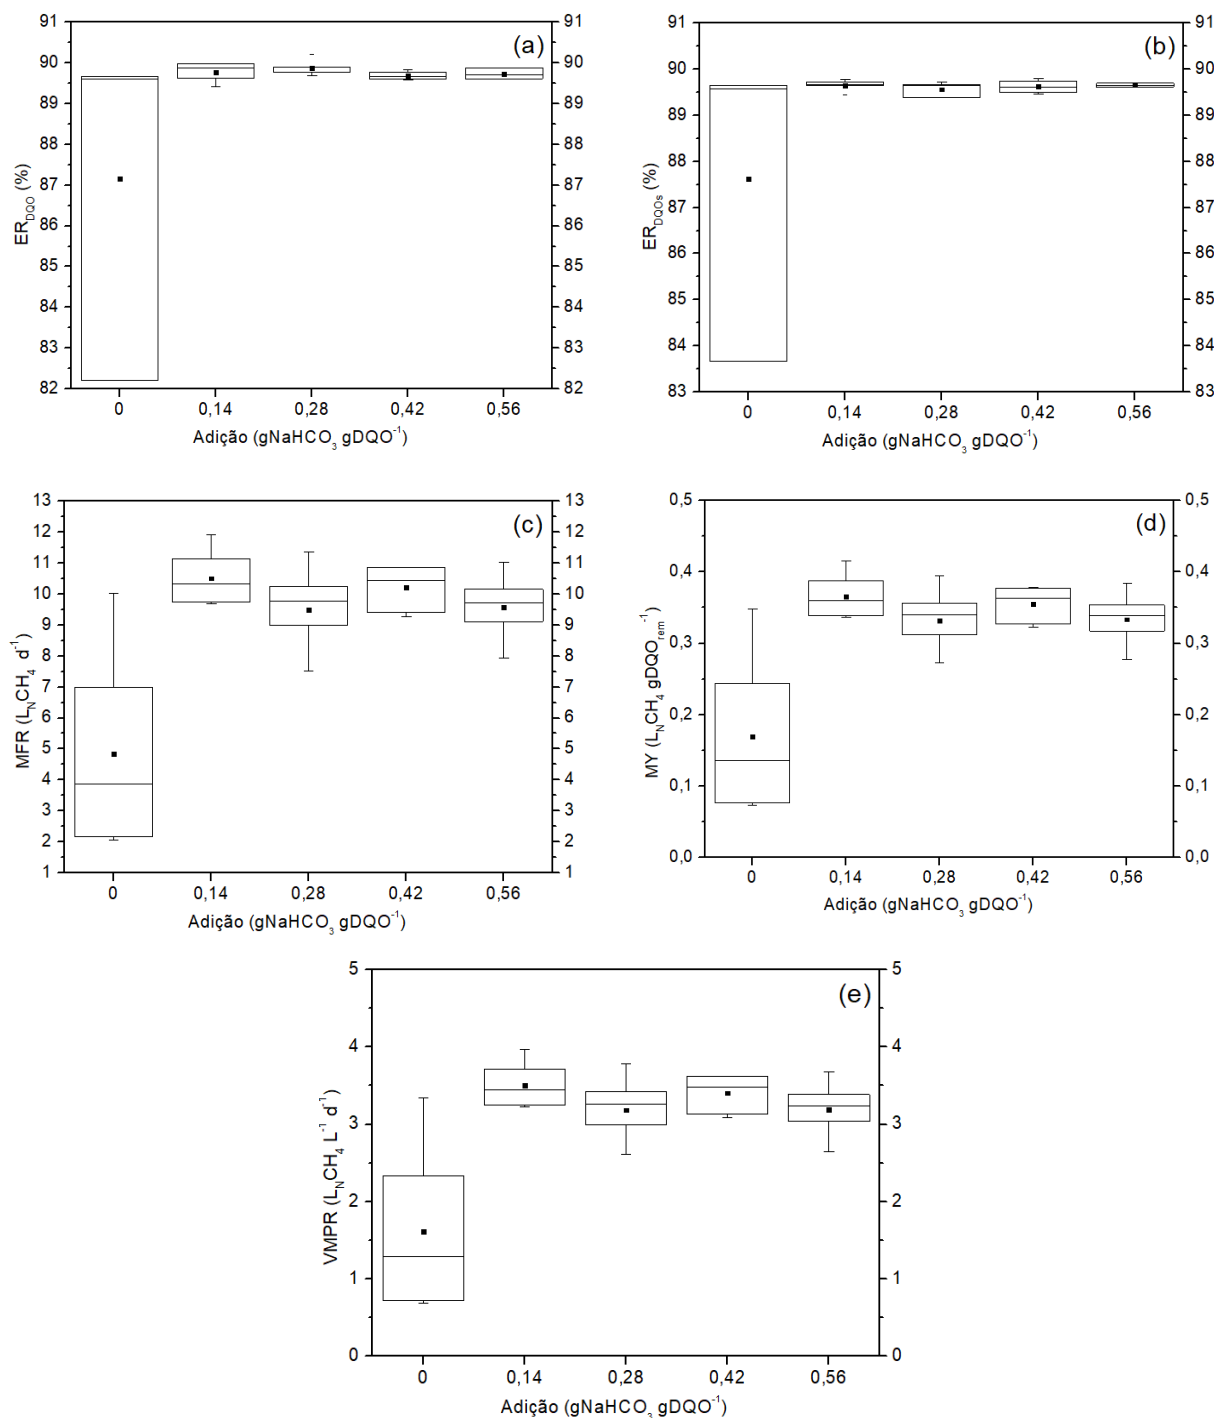 (a)
ER_DQO (%)
91 91
90 90
89 89
88 88
87 87
86 86
85 85
84 84
83 83
82 82
0 0,14 0,28 0,42 0,56
Adição (gNaHCO₃ gDQO⁻¹)
(b)
ER_DQOs (%)
91 91
90 90
89 89
88 88
87 87
86 86
85 85
84 84
83 83
0 0,14 0,28 0,42 0,56
Adição (gNaHCO₃ gDQO⁻¹)
(c)
MFR (L_NCH₄ d⁻¹)
13 13
12 12
11 11
10 10
9 9
8 8
7 7
6 6
5 5
4 4
3 3
2 2
1 1
0 0,14 0,28 0,42 0,56
Adição (gNaHCO₃ gDQO⁻¹)
(d)
MY (L_NCH₄ gDQO_rem⁻¹)
0,5 0,5
0,4 0,4
0,3 0,3
0,2 0,2
0,1 0,1
0,0 0,0
0 0,14 0,28 0,42 0,56
Adição (gNaHCO₃ gDQO⁻¹)
(e)
VMPR (L_NCH₄ L⁻¹ d⁻¹)
5 5
4 4
3 3
2 2
1 1
0 0
0 0,14 0,28 0,42 0,56
Adição (gNaHCO₃ gDQO⁻¹)